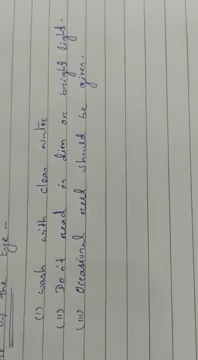 of the Eye -
(i) wash with clean water
(ii) Do not read in dim or bright light.
(iii) Occasional rest should be given.